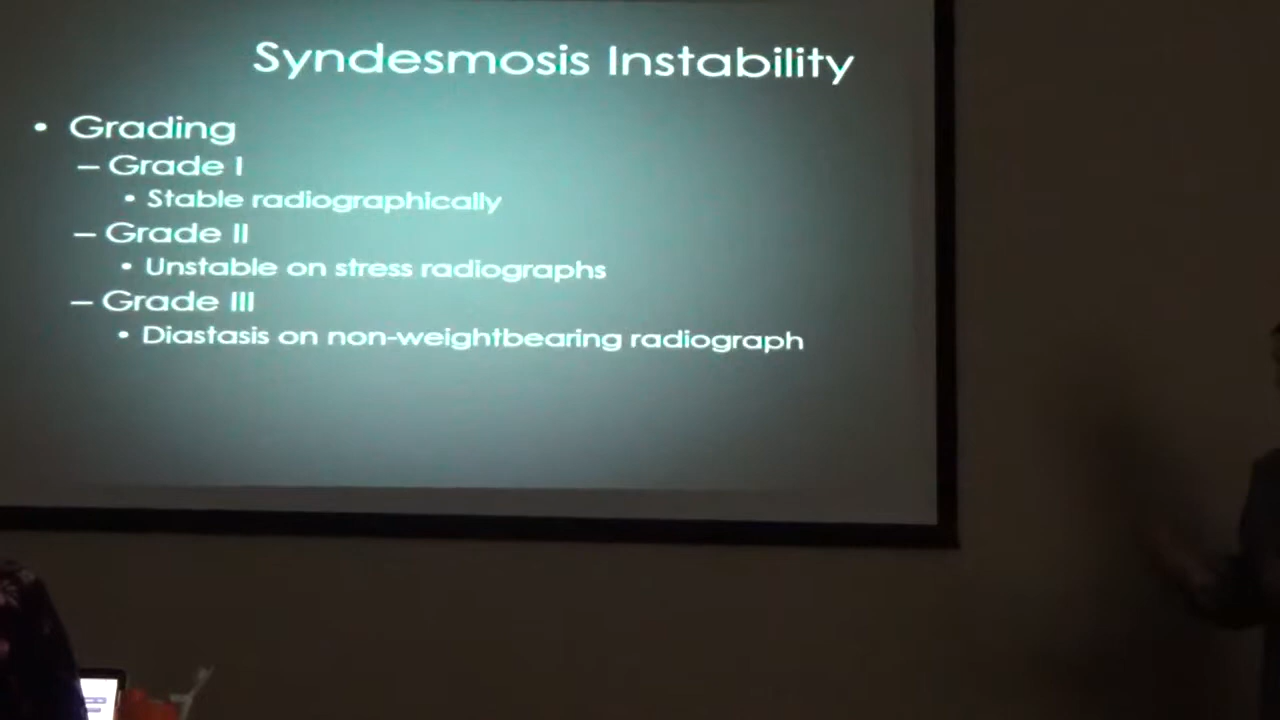 Syndesmosis Instability
• Grading
– Grade I
• Stable radiographically
– Grade II
• Unstable on stress radiographs
– Grade III
• Diastasis on non-weightbearing radiograph